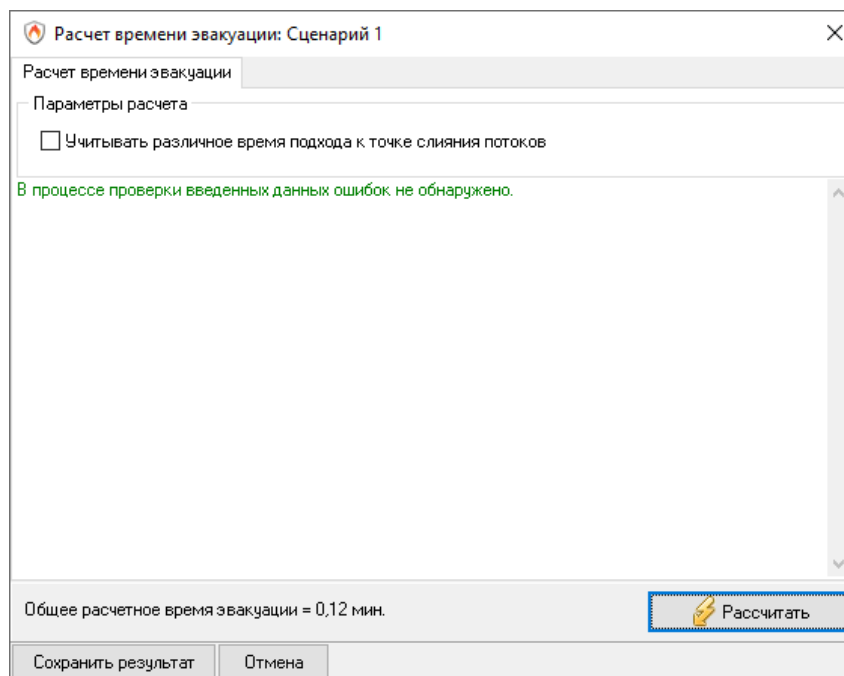 Расчет времени эвакуации: Сценарий 1
Расчет времени эвакуации
Параметры расчета
Учитывать различное время подхода к точке слияния потоков
В процессе проверки введенных данных ошибок не обнаружено.
Общее расчетное время эвакуации = 0,12 мин.
Рассчитать
Сохранить результат
Отмена